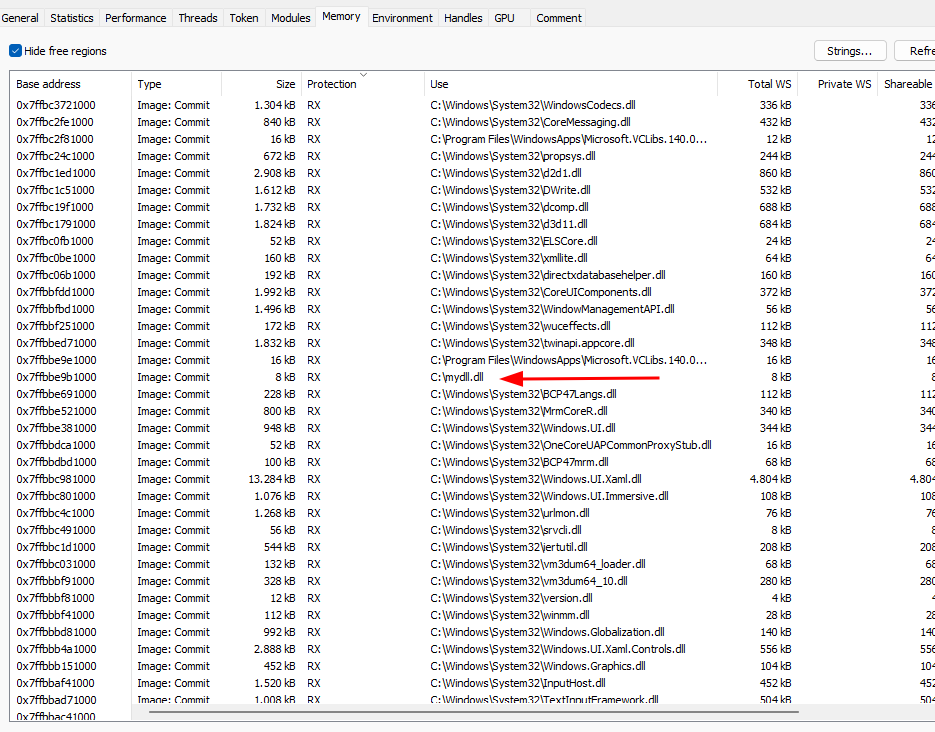 General Statistics Performance Threads Token Modules Memory Environment Handles GPU Comment
Hide free regions Strings... Refre
Base address Type Size Protection Use Total WS Private WS Shareable
0x7ffbc3721000 Image: Commit 1.304 kB RX C:\Windows\System32\WindowsCodecs.dll 336 kB 336
0x7ffbc2fe1000 Image: Commit 840 kB RX C:\Windows\System32\CoreMessaging.dll 432 kB 432
0x7ffbc2f81000 Image: Commit 16 kB RX C:\Program Files\WindowsApps\Microsoft.VCLibs.140.0... 12 kB 12
0x7ffbc24c1000 Image: Commit 672 kB RX C:\Windows\System32\propsys.dll 244 kB 244
0x7ffbc1ed1000 Image: Commit 2.908 kB RX C:\Windows\System32\d2d1.dll 860 kB 860
0x7ffbc1c51000 Image: Commit 1.612 kB RX C:\Windows\System32\DWrite.dll 532 kB 532
0x7ffbc19f1000 Image: Commit 1.732 kB RX C:\Windows\System32\dcomp.dll 688 kB 688
0x7ffbc1791000 Image: Commit 1.824 kB RX C:\Windows\System32\d3d11.dll 684 kB 684
0x7ffbc0fb1000 Image: Commit 52 kB RX C:\Windows\System32\ELSCore.dll 24 kB 24
0x7ffbc0be1000 Image: Commit 160 kB RX C:\Windows\System32\xmllite.dll 64 kB 64
0x7ffbc06b1000 Image: Commit 192 kB RX C:\Windows\System32\directxdatabasehelper.dll 160 kB 160
0x7ffbbfdd1000 Image: Commit 1.992 kB RX C:\Windows\System32\CoreUIComponents.dll 372 kB 372
0x7ffbbfbd1000 Image: Commit 1.496 kB RX C:\Windows\System32\WindowManagementAPI.dll 56 kB 56
0x7ffbbf251000 Image: Commit 172 kB RX C:\Windows\System32\wuceffects.dll 112 kB 112
0x7ffbbed71000 Image: Commit 1.832 kB RX C:\Windows\System32\twinapi.appcore.dll 348 kB 348
0x7ffbbe9e1000 Image: Commit 16 kB RX C:\Program Files\WindowsApps\Microsoft.VCLibs.140.0... 16 kB 16
0x7ffbbe9b1000 Image: Commit 8 kB RX C:\mydll.dll 8 kB 8
0x7ffbbe691000 Image: Commit 228 kB RX C:\Windows\System32\BCP47Langs.dll 112 kB 112
0x7ffbbe521000 Image: Commit 800 kB RX C:\Windows\System32\MrmCoreR.dll 340 kB 340
0x7ffbbe381000 Image: Commit 948 kB RX C:\Windows\System32\Windows.UI.dll 344 kB 344
0x7ffbbdca1000 Image: Commit 52 kB RX C:\Windows\System32\OneCoreUAPCommonProxyStub.dll 16 kB 16
0x7ffbbdbd1000 Image: Commit 100 kB RX C:\Windows\System32\BCP47mrm.dll 68 kB 68
0x7ffbbc981000 Image: Commit 13.284 kB RX C:\Windows\System32\Windows.UI.Xaml.dll 4.804 kB 4.804
0x7ffbbc801000 Image: Commit 1.076 kB RX C:\Windows\System32\Windows.UI.Immersive.dll 108 kB 108
0x7ffbbc4c1000 Image: Commit 1.268 kB RX C:\Windows\System32\urlmon.dll 76 kB 76
0x7ffbbc491000 Image: Commit 56 kB RX C:\Windows\System32\srvcli.dll 8 kB 8
0x7ffbbc1d1000 Image: Commit 544 kB RX C:\Windows\System32\iertutil.dll 208 kB 208
0x7ffbbc031000 Image: Commit 132 kB RX C:\Windows\System32\vm3dum64_loader.dll 68 kB 68
0x7ffbbbf91000 Image: Commit 328 kB RX C:\Windows\System32\vm3dum64_10.dll 280 kB 280
0x7ffbbbf81000 Image: Commit 12 kB RX C:\Windows\System32\version.dll 4 kB 4
0x7ffbbbf41000 Image: Commit 112 kB RX C:\Windows\System32\winmm.dll 28 kB 28
0x7ffbbbd81000 Image: Commit 992 kB RX C:\Windows\System32\Windows.Globalization.dll 140 kB 140
0x7ffbbb4a1000 Image: Commit 2.888 kB RX C:\Windows\System32\Windows.UI.Xaml.Controls.dll 556 kB 556
0x7ffbbb151000 Image: Commit 452 kB RX C:\Windows\System32\Windows.Graphics.dll 104 kB 104
0x7ffbbaf41000 Image: Commit 1.520 kB RX C:\Windows\System32\InputHost.dll 452 kB 452
0x7ffbbad71000 Image: Commit 1.008 kB RX C:\Windows\System32\TextInputFramework.dll 504 kB 504
0x7ffbbac41000